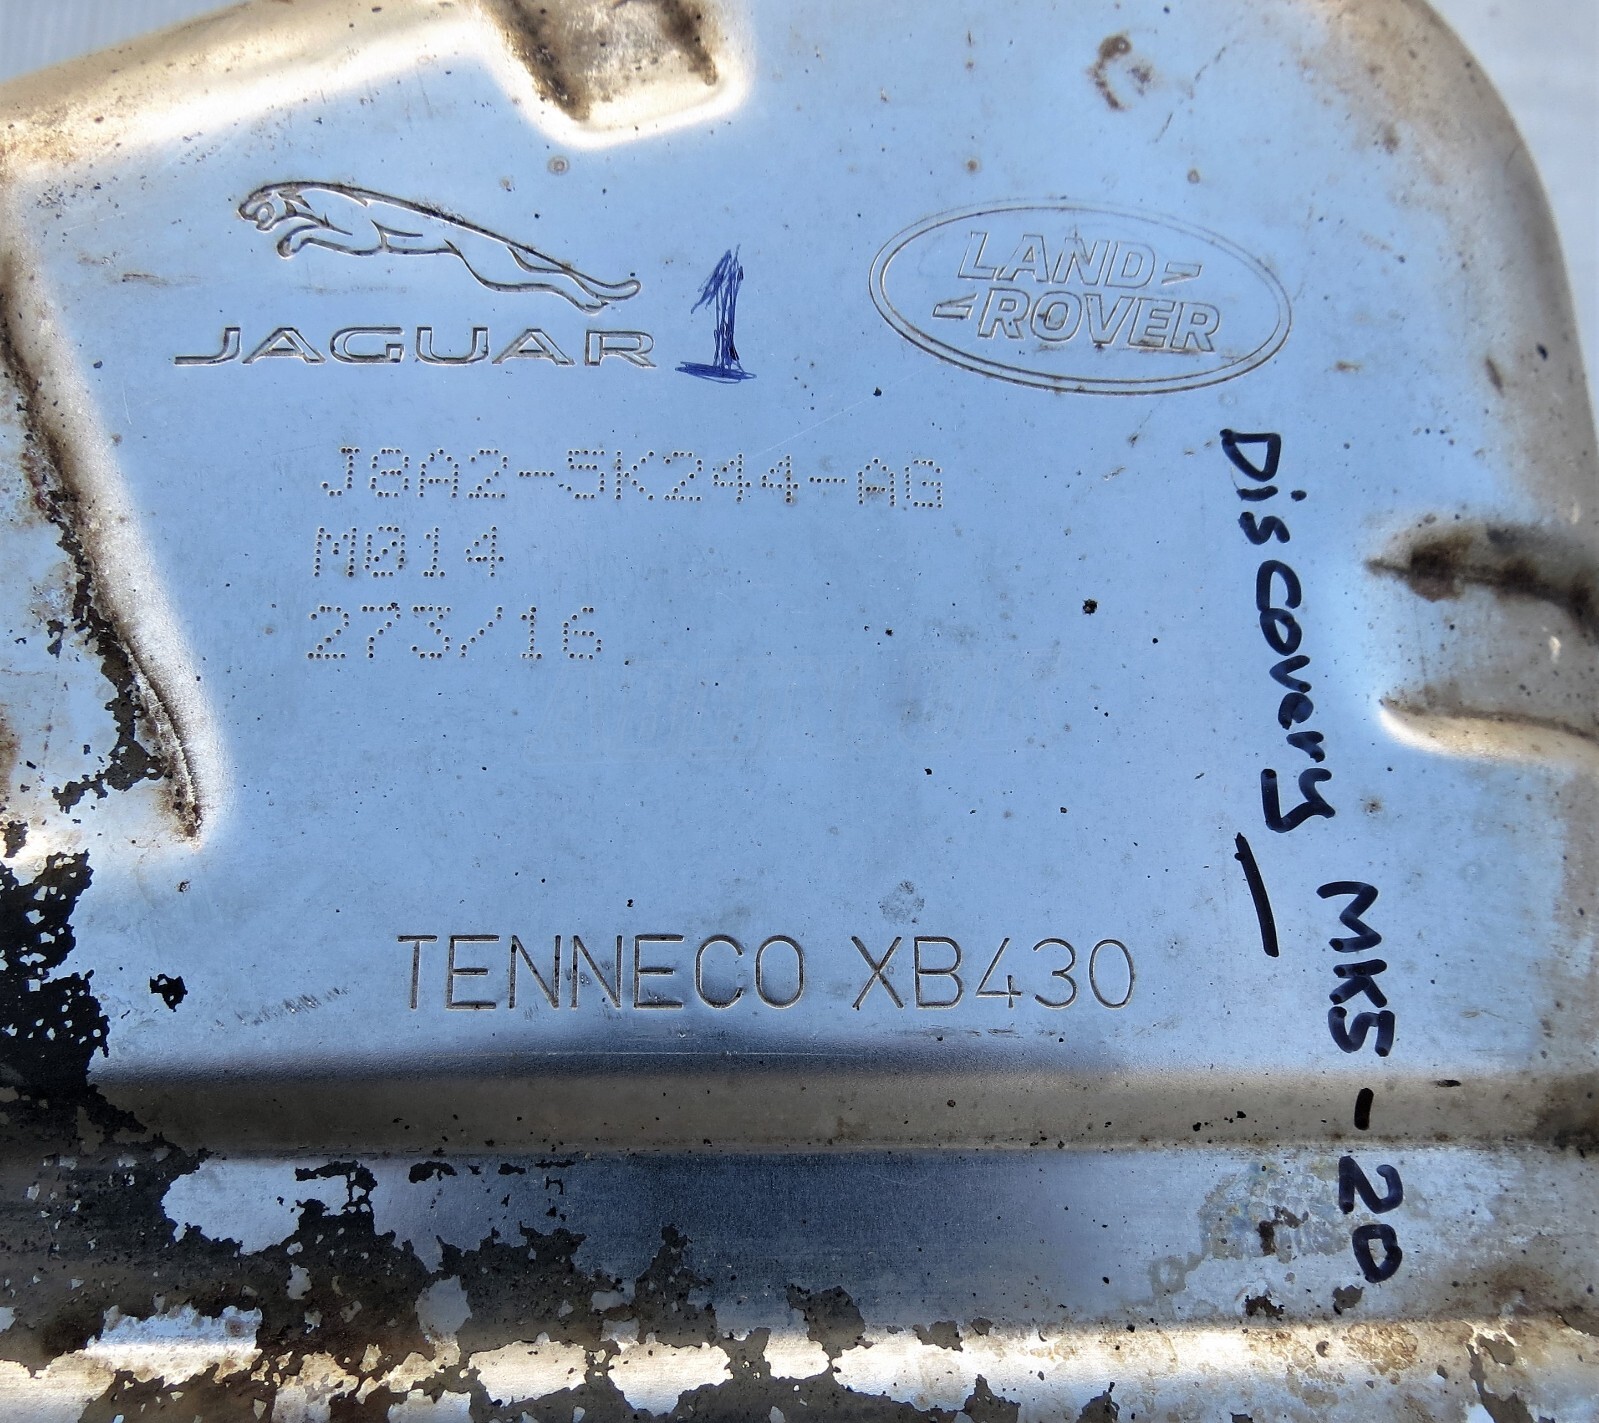 JAGUAR
1
LAND
ROVER
J8A2-5K244-AG
M014
273/16
TENNECO XB430
Discovery
MK5-20